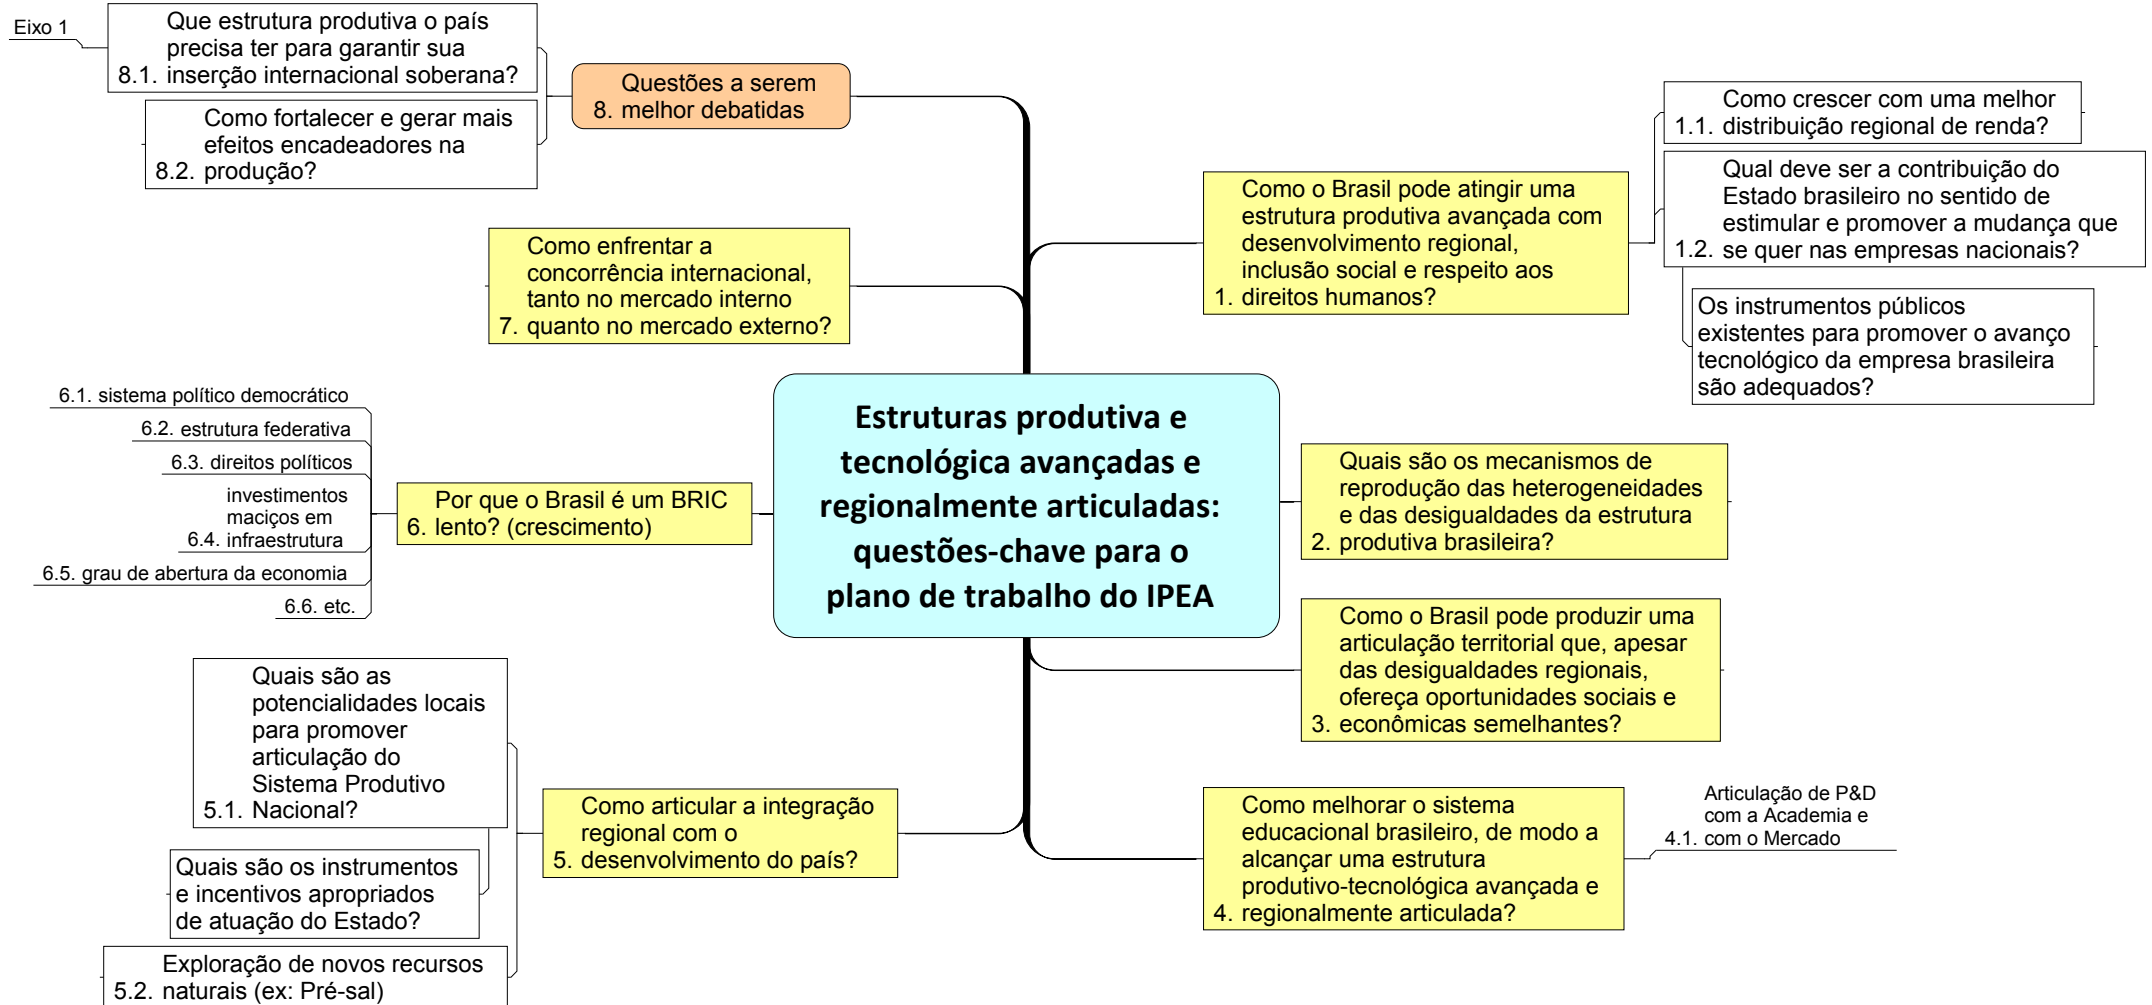 Estruturas produtiva e
tecnológica avançadas e
regionalmente articuladas:
questões-chave para o
plano de trabalho do IPEA
Como o Brasil pode atingir uma
estrutura produtiva avançada com
desenvolvimento regional,
inclusão social e respeito aos
1. direitos humanos?
Como crescer com uma melhor
1.1. distribuição regional de renda?
Qual deve ser a contribuição do
Estado brasileiro no sentido de
estimular e promover a mudança que
1.2. se quer nas empresas nacionais?
Os instrumentos públicos
existentes para promover o avanço
tecnológico da empresa brasileira
são adequados?
Quais são os mecanismos de
reprodução das heterogeneidades
e das desigualdades da estrutura
2. produtiva brasileira?
Como o Brasil pode produzir uma
articulação territorial que, apesar
das desigualdades regionais,
ofereça oportunidades sociais e
3. econômicas semelhantes?
Como melhorar o sistema
educacional brasileiro, de modo a
alcançar uma estrutura
produtivo-tecnológica avançada e
4. regionalmente articulada?
Articulação de P&D
com a Academia e
4.1. com o Mercado
Como articular a integração
regional com o
5. desenvolvimento do país?
Quais são as
potencialidades locais
para promover
articulação do
Sistema Produtivo
5.1. Nacional?
Quais são os instrumentos
e incentivos apropriados
de atuação do Estado?
Exploração de novos recursos
5.2. naturais (ex: Pré-sal)
Por que o Brasil é um BRIC
6. lento? (crescimento)
6.1. sistema político democrático
6.2. estrutura federativa
6.3. direitos políticos
investimentos
maciços em
6.4. infraestrutura
6.5. grau de abertura da economia
6.6. etc.
Como enfrentar a
concorrência internacional,
tanto no mercado interno
7. quanto no mercado externo?
Questões a serem
8. melhor debatidas
Que estrutura produtiva o país
precisa ter para garantir sua
8.1. inserção internacional soberana?
Eixo 1
Como fortalecer e gerar mais
efeitos encadeadores na
8.2. produção?